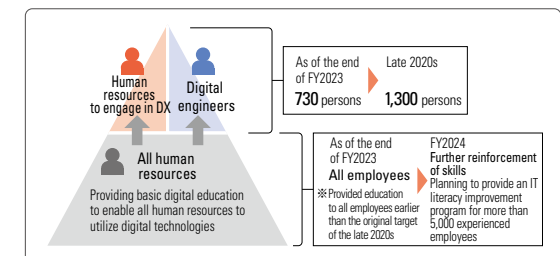 Human
resources
to engage in DX
Digital
engineers
As of the end
of FY2023
730 persons
Late 2020s
1,300 persons
All human
resources
Providing basic digital education
to enable all human resources to
utilize digital technologies
As of the end
of FY2023
All employees
※Provided education
to all employees earlier
than the original target
of the late 2020s
FY2024
Further reinforcement
of skills
Planning to provide an IT
literacy improvement
program for more than
5,000 experienced
employees